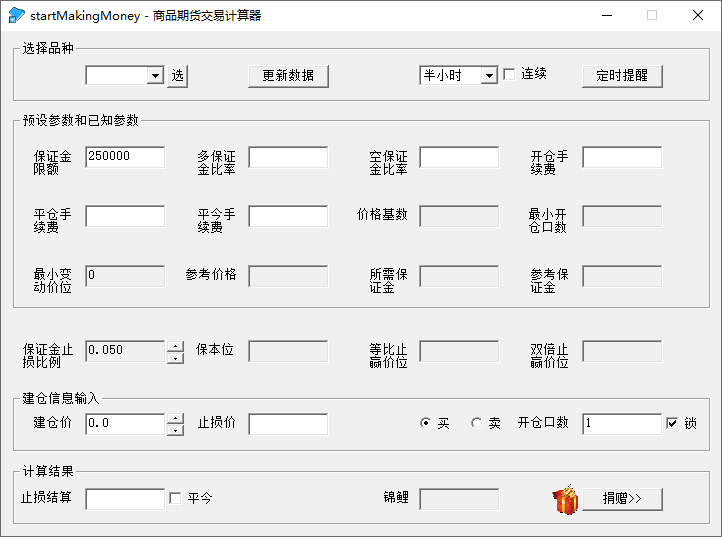 startMakingMoney - 商品期货交易计算器
选择品种
选 更新数据 半小时 连续 定时提醒
预设参数和已知参数
保证金限额 250000 多保证金比率 空保证金比率 开仓手续费
平仓手续费 平今手续费 价格基数 最小开仓口数
最小变动价位 0 参考价格 所需保证金 参考保证金
保证金止损比例 0.050 保本位 等比止赢价位 双倍止赢价位
建仓信息输入
建仓价 0.0 止损价 买 卖 开仓口数 1 锁
计算结果
止损结算 平今 锦鲤 捐赠>>